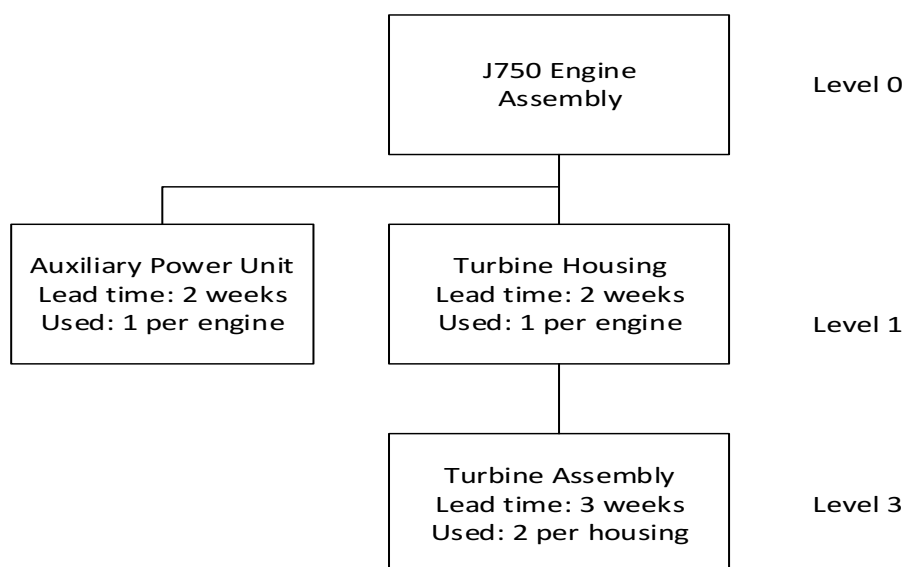 J750 Engine
Assembly
Level 0
Auxiliary Power Unit
Lead time: 2 weeks
Used: 1 per engine
Turbine Housing
Lead time: 2 weeks
Used: 1 per engine
Level 1
Turbine Assembly
Lead time: 3 weeks
Used: 2 per housing
Level 3